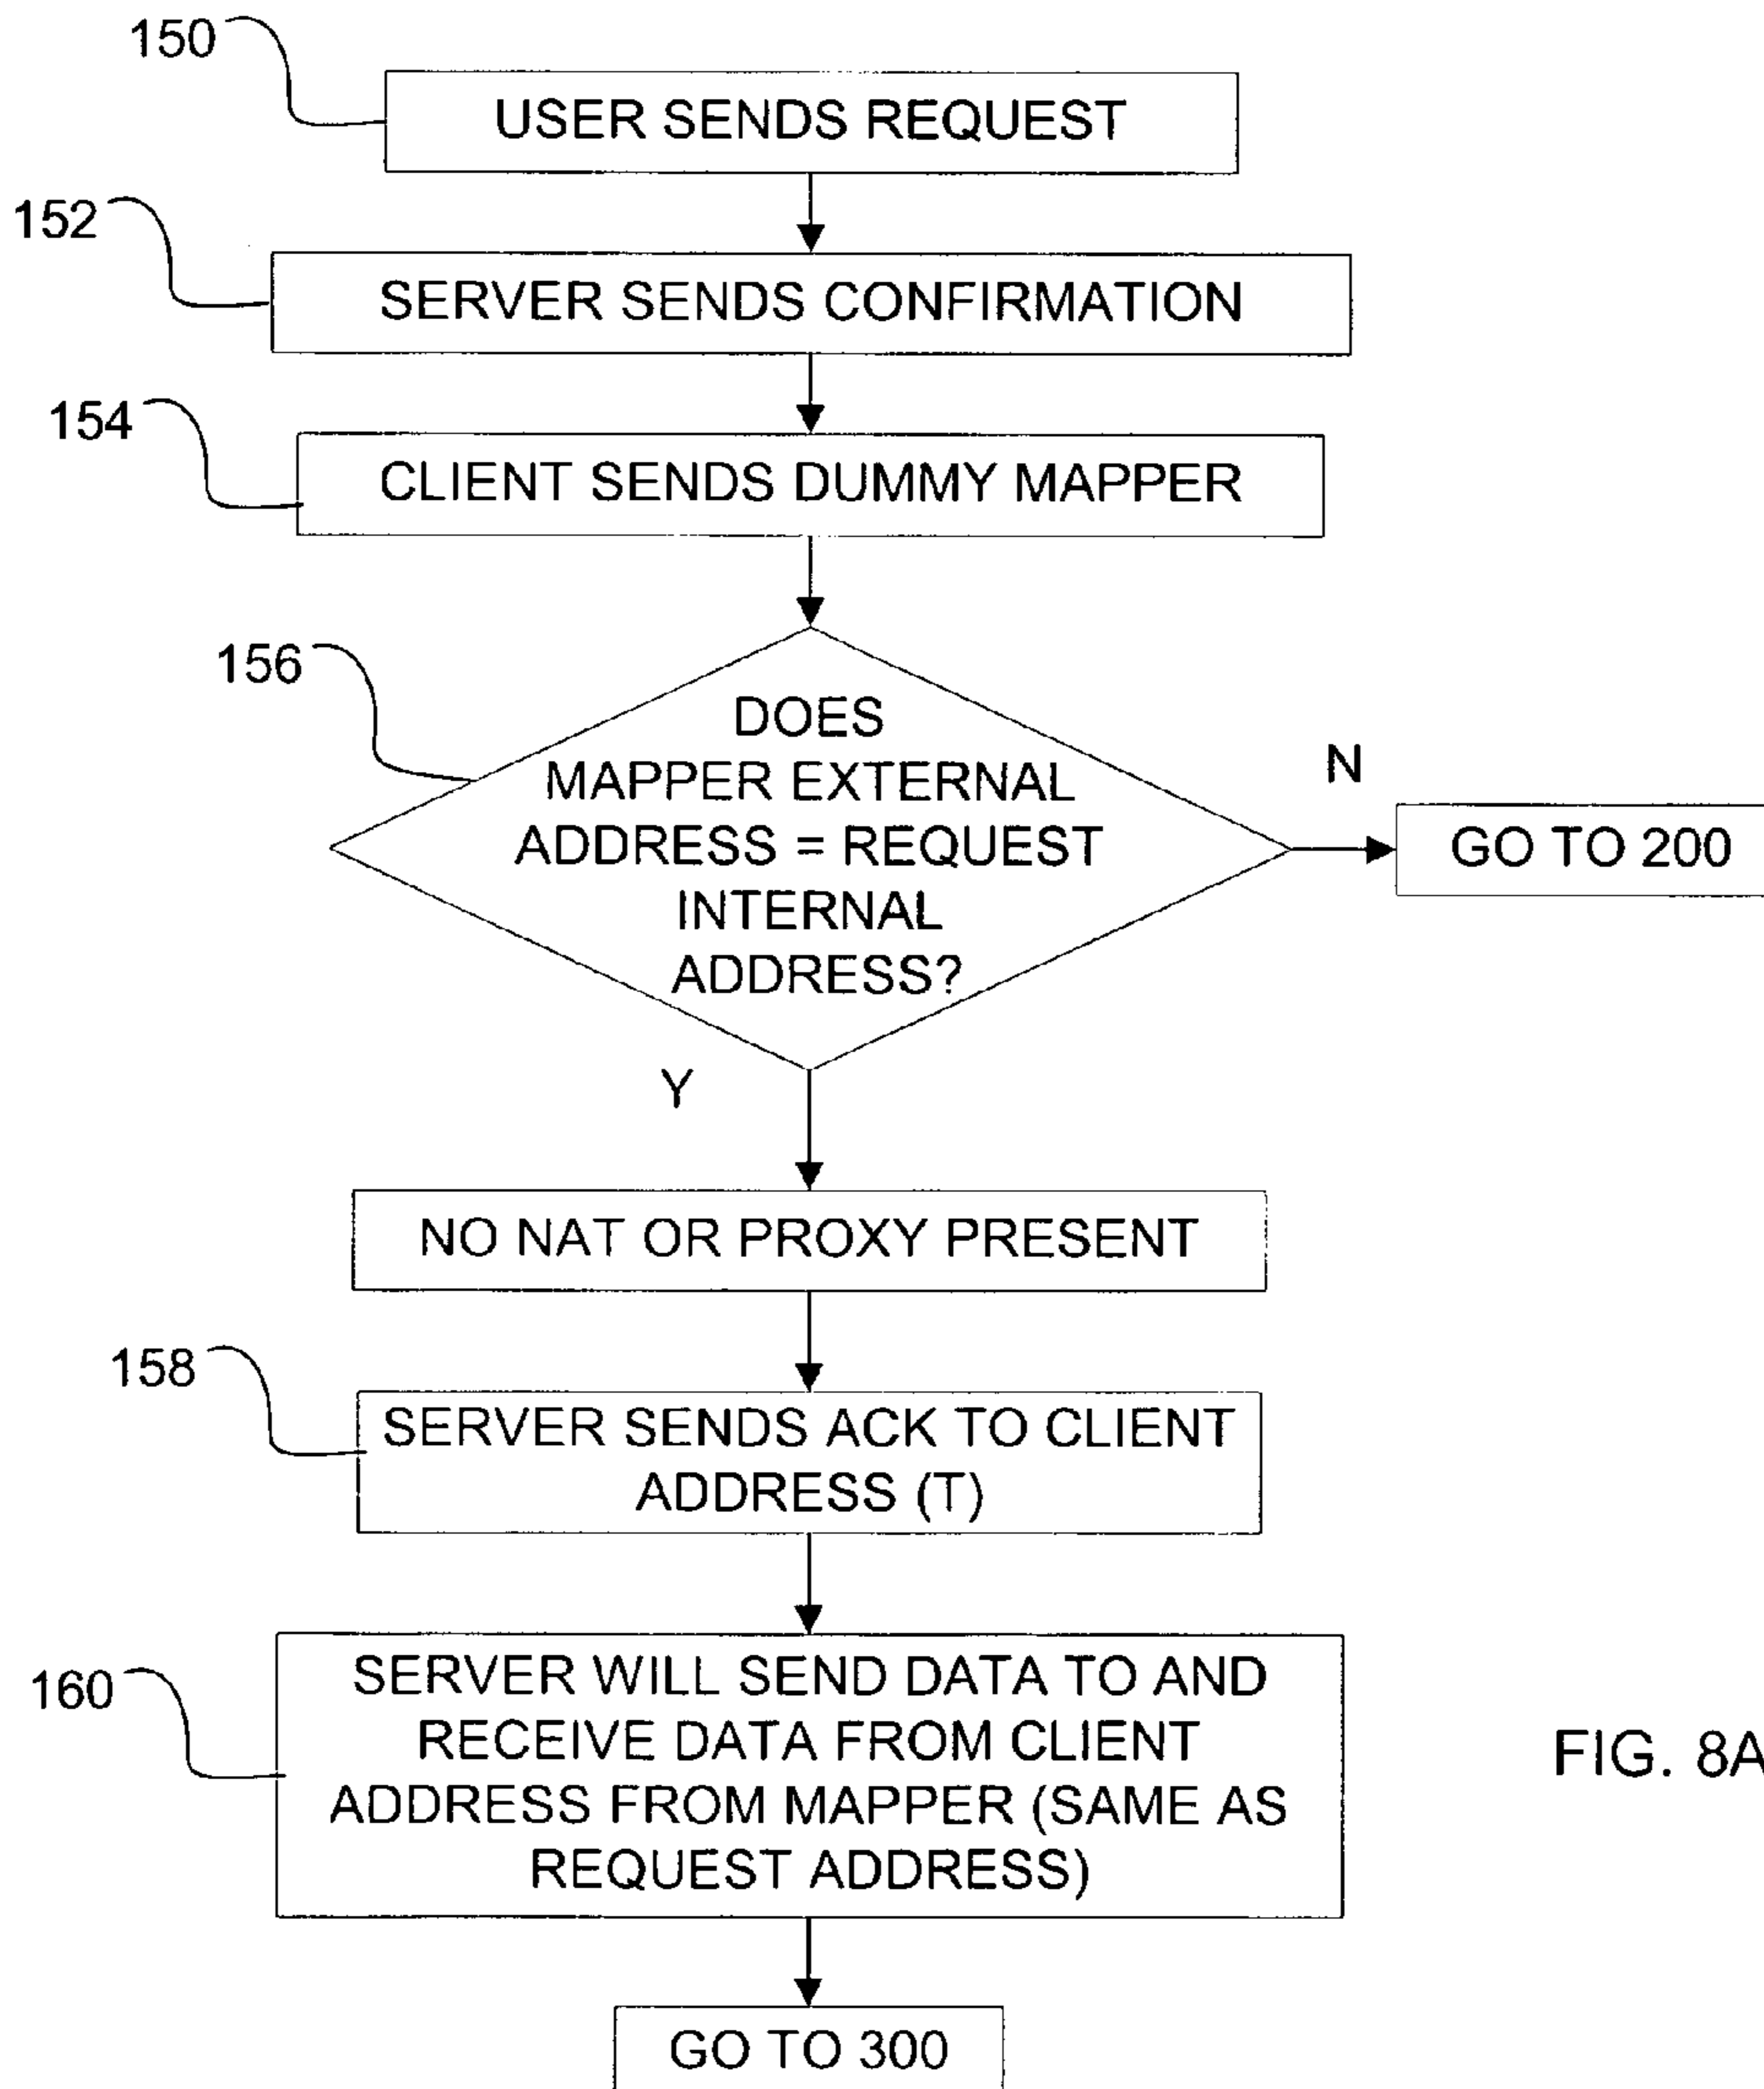 150
USER SENDS REQUEST
152
SERVER SENDS CONFIRMATION
154
CLIENT SENDS DUMMY MAPPER
156
DOES
MAPPER EXTERNAL
ADDRESS = REQUEST
INTERNAL
ADDRESS?
N
GO TO 200
Y
NO NAT OR PROXY PRESENT
158
SERVER SENDS ACK TO CLIENT
ADDRESS (T)
160
SERVER WILL SEND DATA TO AND
RECEIVE DATA FROM CLIENT
ADDRESS FROM MAPPER (SAME AS
REQUEST ADDRESS)
FIG. 8A
GO TO 300